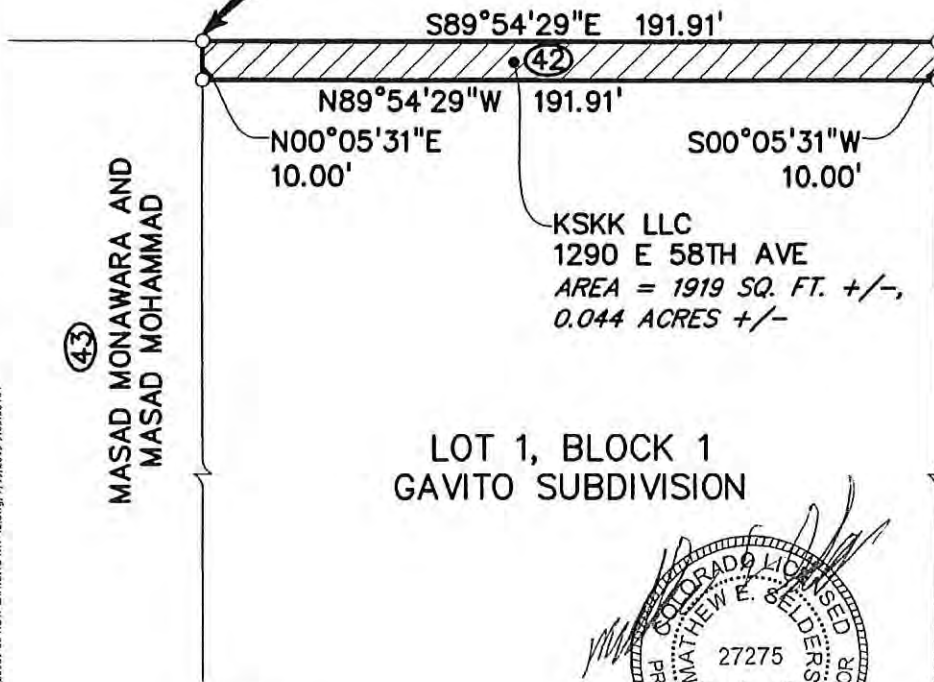 S89°54'29"E 191.91'
42
N89°54'29"W 191.91'
N00°05'31"E
10.00'
S00°05'31"W
10.00'
KSKK LLC
1290 E 58TH AVE
AREA = 1919 SQ. FT. +/-,
0.044 ACRES +/-
43
MASAD MONAWARA AND
MASAD MOHAMMAD
LOT 1, BLOCK 1
GAVITO SUBDIVISION
COLORADO LICENSED
MATHEW E. SELDERS
27275